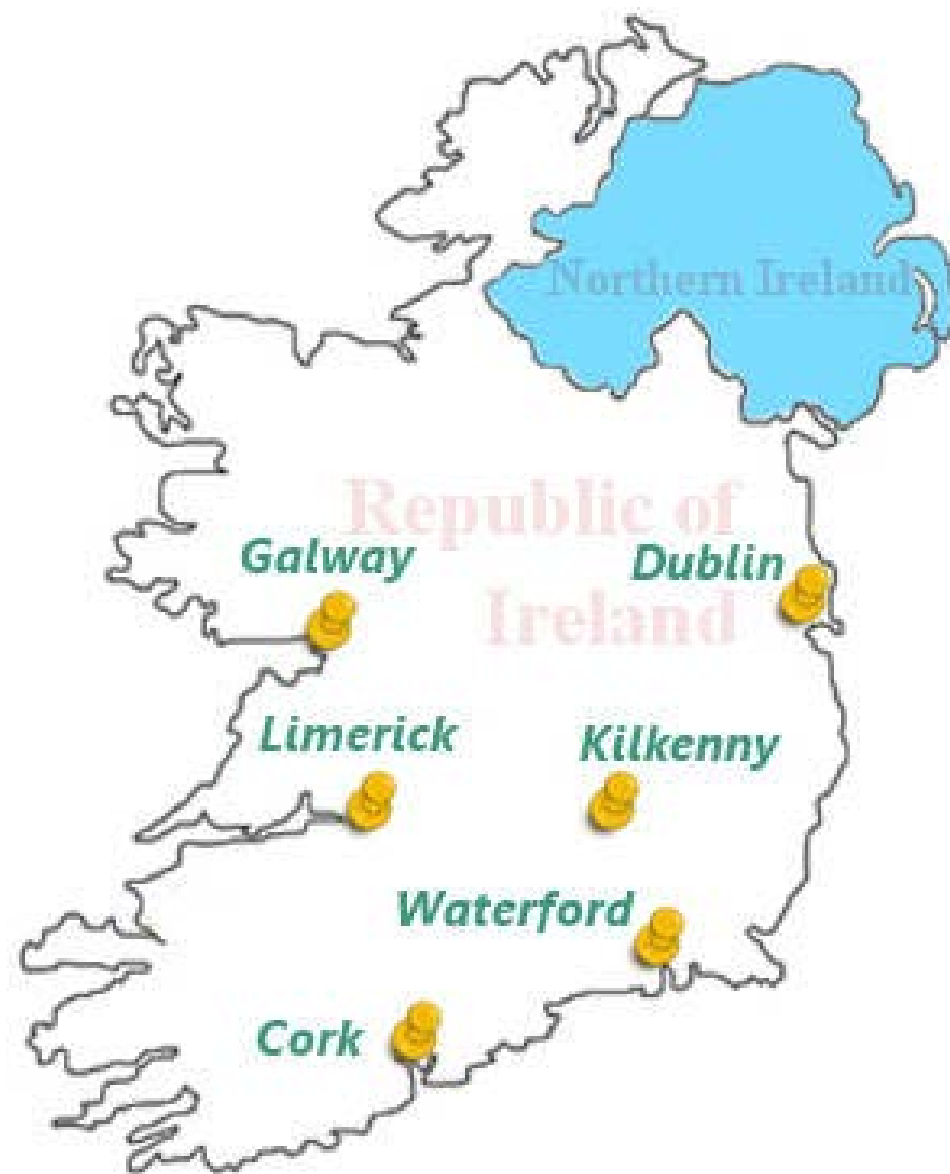 Northern Ireland
Republic of
Ireland
Galway
Dublin
Limerick
Kilkenny
Waterford
Cork